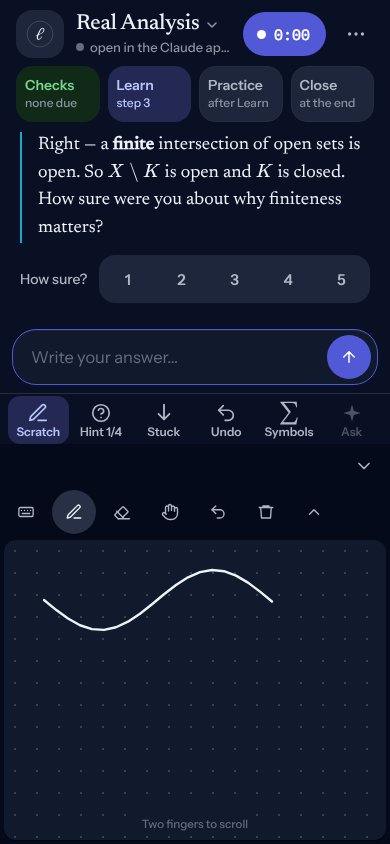 ℓ
Real Analysis
open in the Claude ap...
0:00
Checks
none due
Learn
step 3
Practice
after Learn
Close
at the end
Right – a finite intersection of open sets is
open. So X \ K is open and K is closed.
How sure were you about why finiteness
matters?
How sure?
1 2 3 4 5
Write your answer...
Scratch
Hint 1/4
Stuck
Undo
Σ
Symbols
Ask
Two fingers to scroll